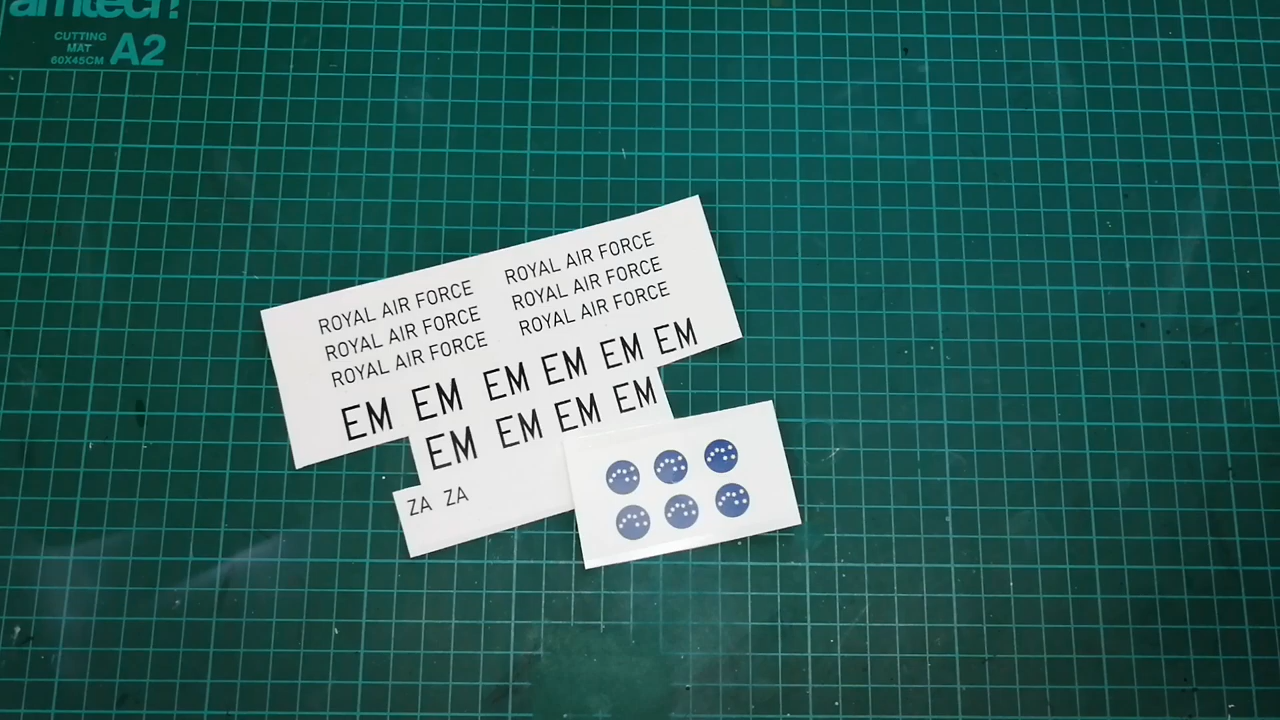 amtech
CUTTING
MAT
60X45CM
A2
ROYAL AIR FORCE ROYAL AIR FORCE
ROYAL AIR FORCE ROYAL AIR FORCE
ROYAL AIR FORCE ROYAL AIR FORCE
EM EM EM EM EM EM
EM EM EM EM
ZA ZA